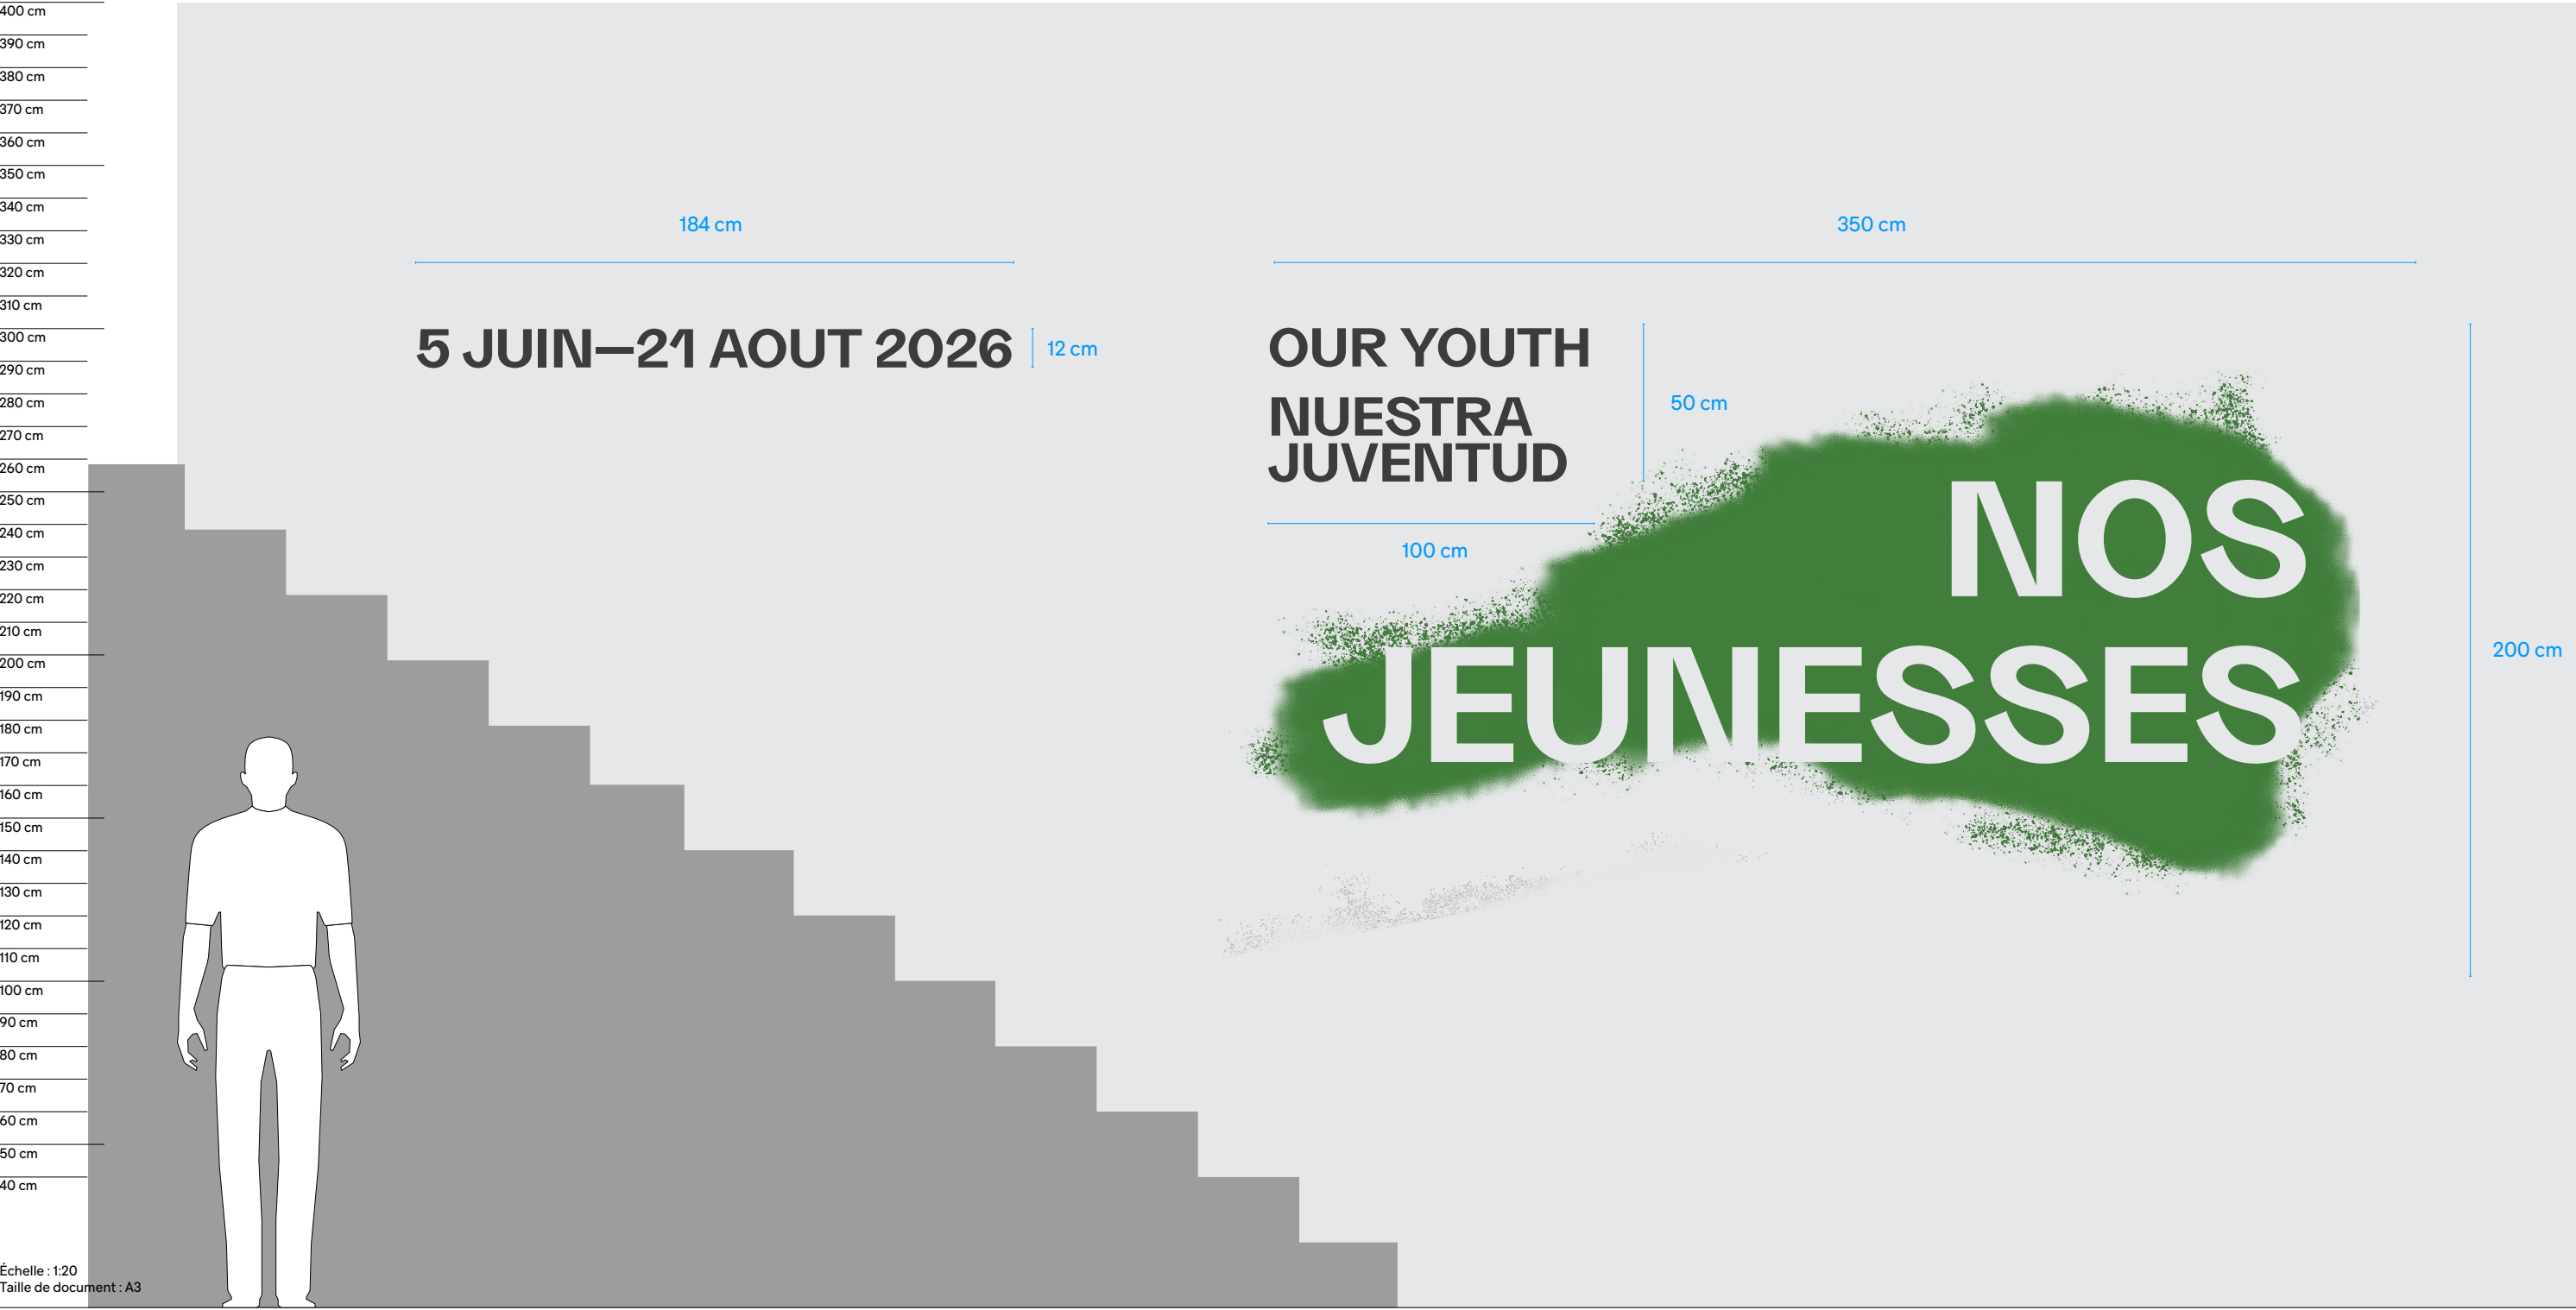 400 cm
390 cm
380 cm
370 cm
360 cm
350 cm
340 cm
330 cm
320 cm
310 cm
300 cm
290 cm
280 cm
270 cm
260 cm
250 cm
240 cm
230 cm
220 cm
210 cm
200 cm
190 cm
180 cm
170 cm
160 cm
150 cm
140 cm
130 cm
120 cm
110 cm
100 cm
90 cm
80 cm
70 cm
60 cm
50 cm
40 cm
Échelle : 1:20
Taille de document : A3
184 cm
5 JUIN—21 AOUT 2026
12 cm
350 cm
OUR YOUTH
NUESTRA
JUVENTUD
50 cm
100 cm
NOS
JEUNESSES
200 cm